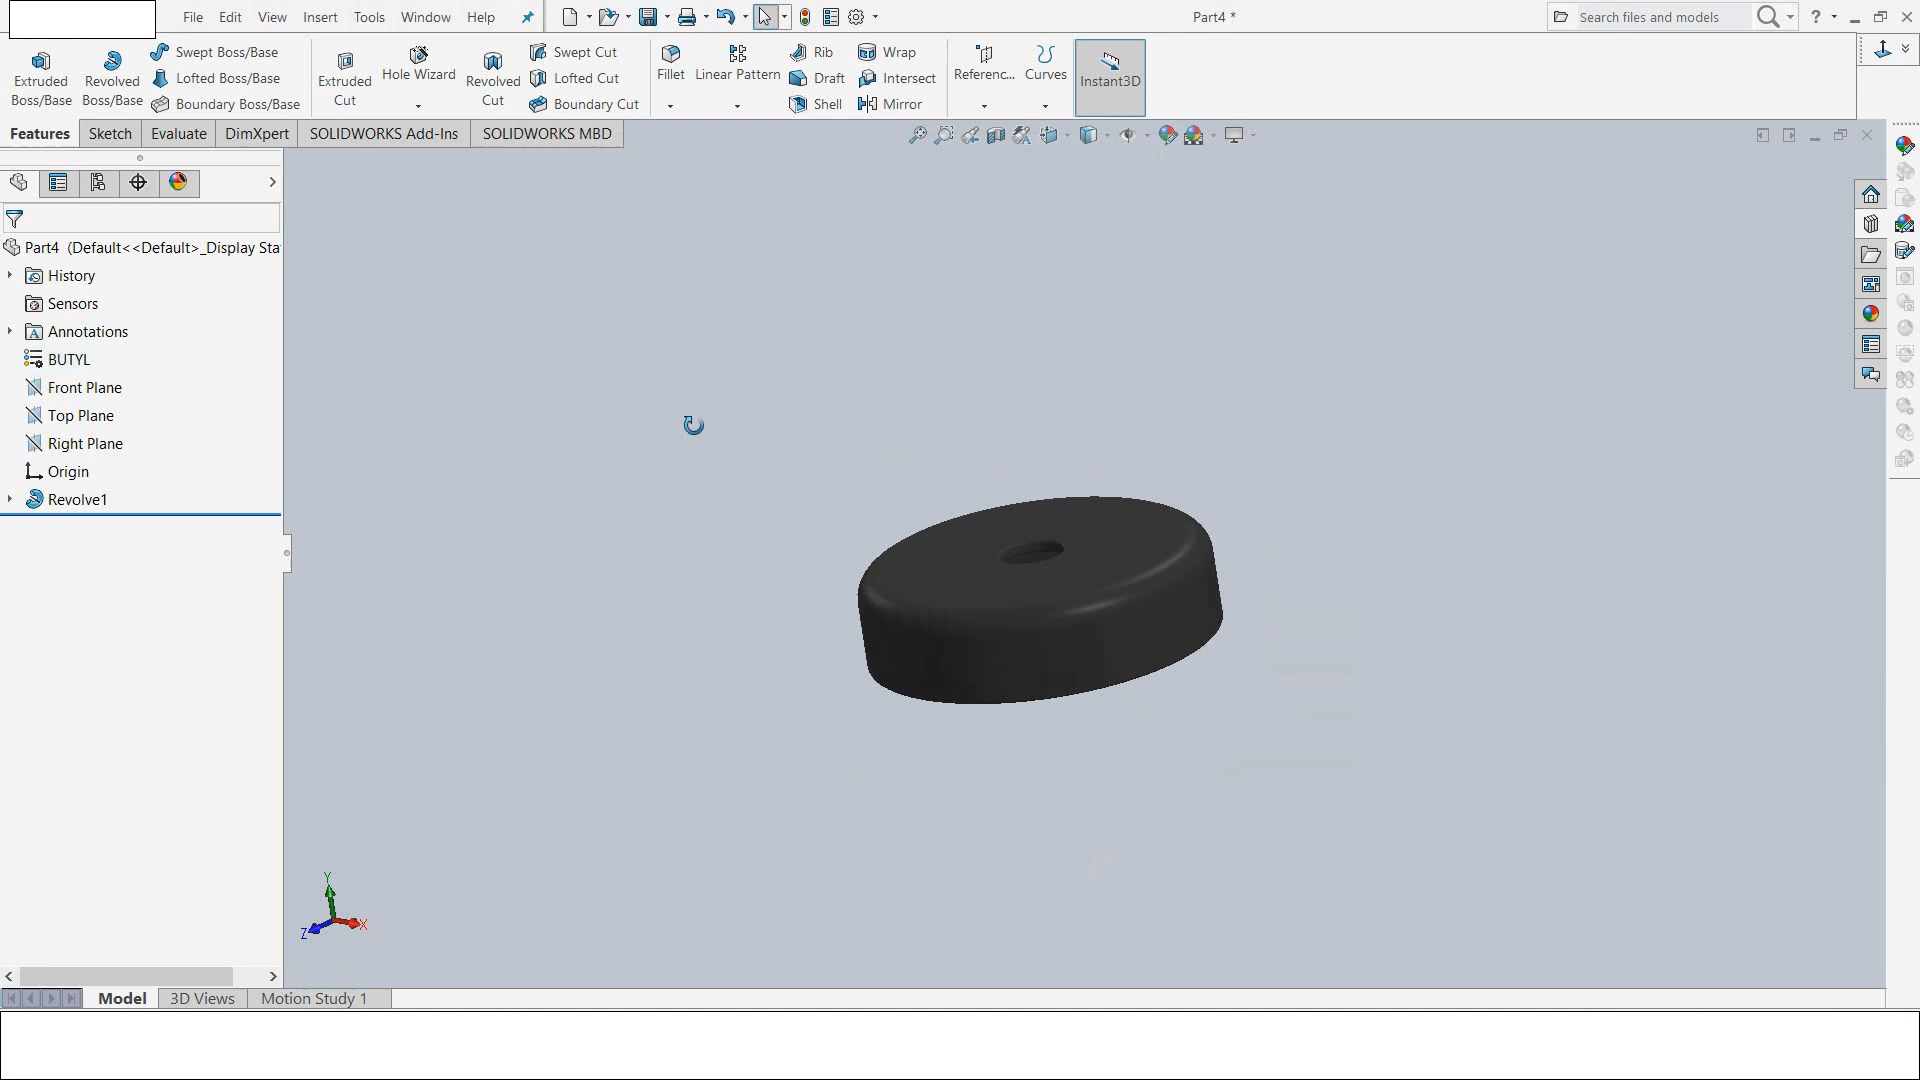 File Edit View Insert Tools Window Help
Part4 *
Search files and models
?
Extruded Boss/Base
Revolved Boss/Base
Swept Boss/Base
Lofted Boss/Base
Boundary Boss/Base
Extruded Cut
Hole Wizard
Revolved Cut
Swept Cut
Lofted Cut
Boundary Cut
Fillet
Linear Pattern
Rib
Draft
Shell
Wrap
Intersect
Mirror
Referenc...
Curves
Instant3D
Features Sketch Evaluate DimXpert SOLIDWORKS Add-Ins SOLIDWORKS MBD
Part4 (Default<<Default>_Display Sta
History
Sensors
Annotations
BUTYL
Front Plane
Top Plane
Right Plane
Origin
Revolve1
Y
X
Z
Model 3D Views Motion Study 1